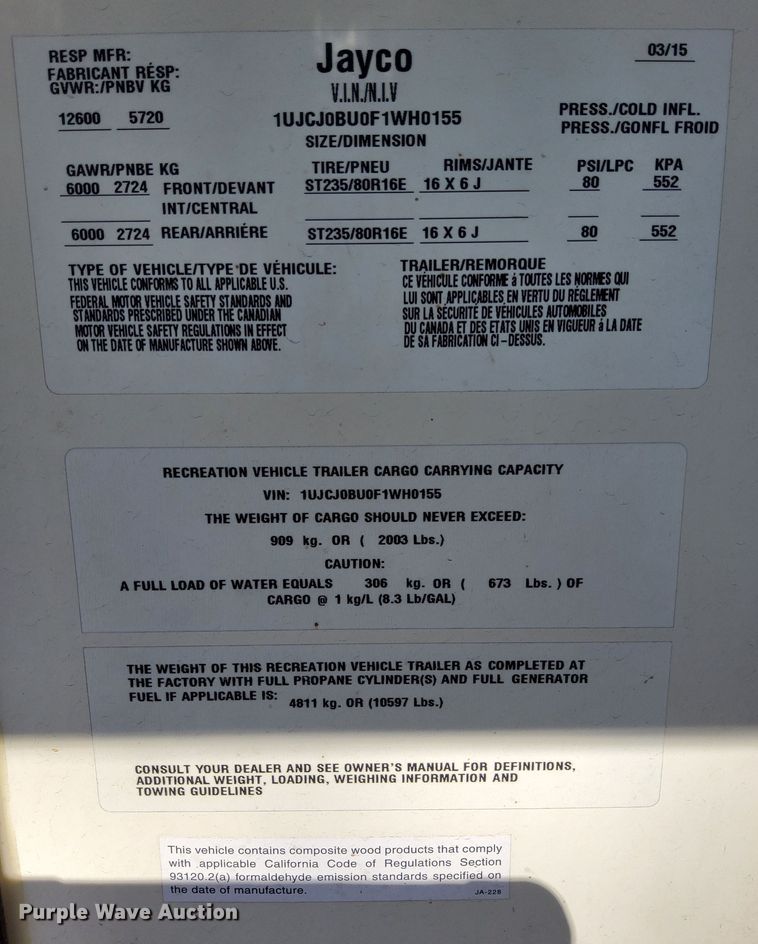 RESP MFR:
FABRICANT RÉSP:
GVWR:/PNBV KG
12600 5720
Jayco
V.I.N./N.I.V
1UJCJ0BU0F1WH0155
SIZE/DIMENSION
03/15
PRESS./COLD INFL.
PRESS./GONFL FROID
GAWR/PNBE KG TIRE/PNEU RIMS/JANTE PSI/LPC KPA
6000 2724 FRONT/DEVANT ST235/80R16E 16 X 6 J 80 552
INT/CENTRAL
6000 2724 REAR/ARRIÉRE ST235/80R16E 16 X 6 J 80 552
TYPE OF VEHICLE/TYPE DE VÉHICULE: TRAILER/REMORQUE
THIS VEHICLE CONFORMS TO ALL APPLICABLE U.S.
FEDERAL MOTOR VEHICLE SAFETY STANDARDS AND
STANDARDS PRESCRIBED UNDER THE CANADIAN
MOTOR VEHICLE SAFETY REGULATIONS IN EFFECT
ON THE DATE OF MANUFACTURE SHOWN ABOVE.
CE VÉHICULE CONFORME à TOUTES LES NORMES QUI
LUI SONT APPLICABLES EN VERTU DU RÉGLEMENT
SUR LA SÉCURITÉ DE VÉHICULES AUTOMOBILES
DU CANADA ET DES ETATS UNIS EN VIGUEUR à LA DATE
DE SA FABRICATION CI-DESSUS.
RECREATION VEHICLE TRAILER CARGO CARRYING CAPACITY
VIN: 1UJCJ0BU0F1WH0155
THE WEIGHT OF CARGO SHOULD NEVER EXCEED:
909 kg. OR ( 2003 Lbs.)
CAUTION:
A FULL LOAD OF WATER EQUALS 306 kg. OR ( 673 Lbs. ) OF
CARGO @ 1 kg/L (8.3 Lb/GAL)
THE WEIGHT OF THIS RECREATION VEHICLE TRAILER AS COMPLETED AT
THE FACTORY WITH FULL PROPANE CYLINDER(S) AND FULL GENERATOR
FUEL IF APPLICABLE IS: 4811 kg. OR (10597 Lbs.)
CONSULT YOUR DEALER AND SEE OWNER'S MANUAL FOR DEFINITIONS,
ADDITIONAL WEIGHT, LOADING, WEIGHING INFORMATION AND
TOWING GUIDELINES
This vehicle contains composite wood products that comply
with applicable California Code of Regulations Section
93120.2(a) formaldehyde emission standards specified on
the date of manufacture. JA-228
Purple Wave Auction